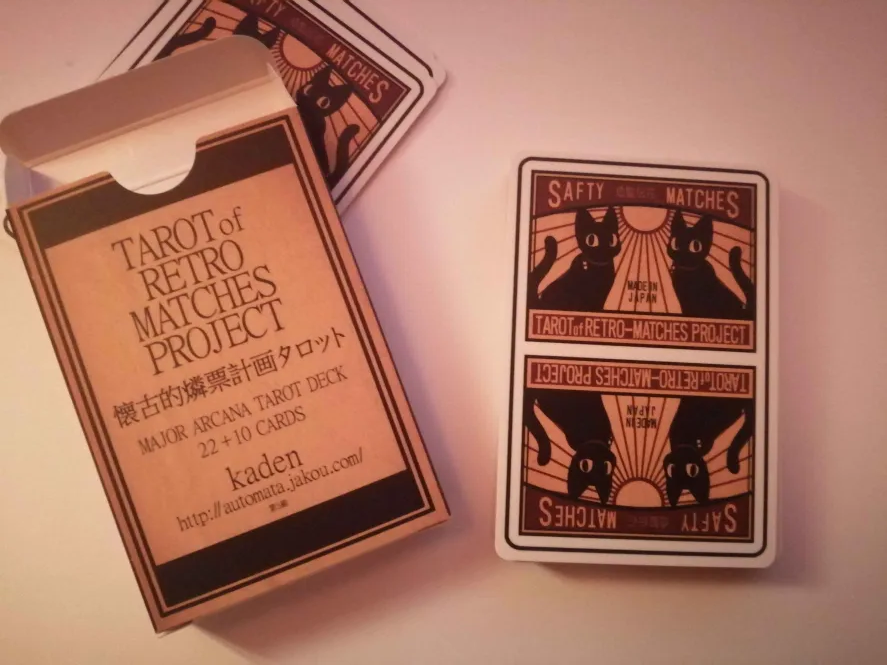 TAROT of
RETRO
MATCHES
PROJECT
懐古的燐票計画タロット
MAJOR ARCANA TAROT DECK
22+10 CARDS
kaden
http://automata.jakou.com/
SAFTY
MATCHES
SAFTY MATCHES
MADE IN
JAPAN
TAROT of RETRO-MATCHES PROJECT
TAROT of RETRO-MATCHES PROJECT
MADE IN
JAPAN
SAFTY MATCHES